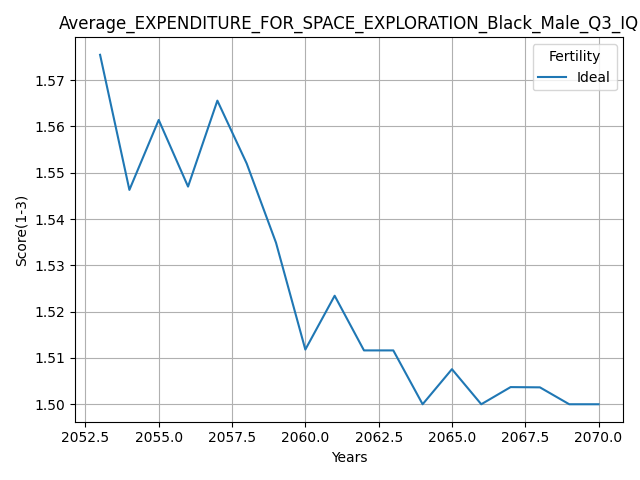 Average_EXPENDITURE_FOR_SPACE_EXPLORATION_Black_Male_Q3_IQ
Fertility
Ideal
1.57
1.56
1.55
1.54
1.53
1.52
1.51
1.50
Score(1-3)
2052.5 2055.0 2057.5 2060.0 2062.5 2065.0 2067.5 2070.0
Years